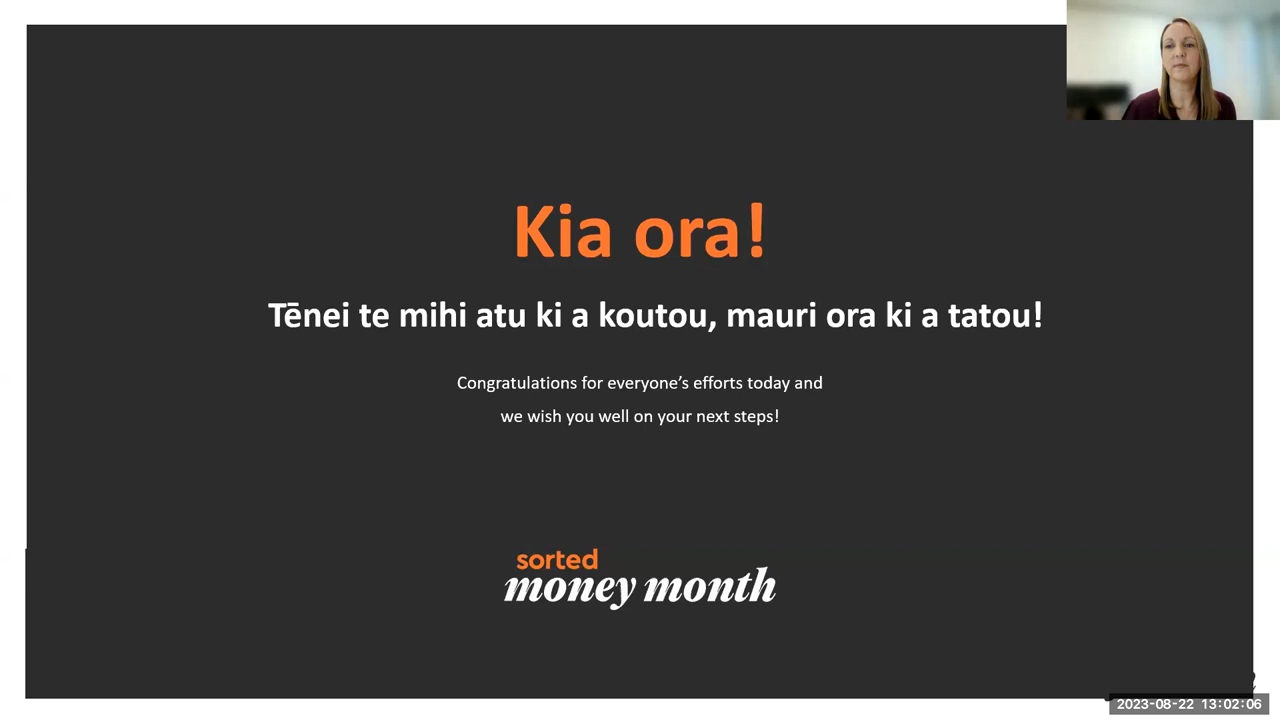 Kia ora!
Tēnei te mihi atu ki a koutou, mauri ora ki a tatou!
Congratulations for everyone’s efforts today and
we wish you well on your next steps!
sorted
money month
2023-08-22 13:02:06